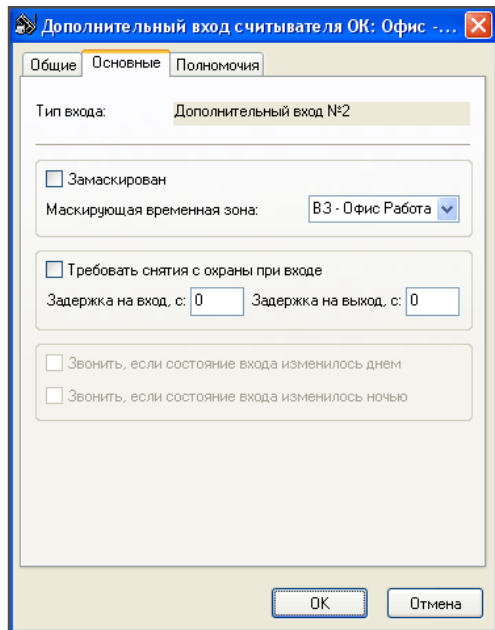 Дополнительный вход считывателя ОК: Офис -...
Общие Основные Полномочия
Тип входа: Дополнительный вход №2
Замаскирован
Маскирующая временная зона: ВЗ - Офис Работа
Требовать снятия с охраны при входе
Задержка на вход, с: 0 Задержка на выход, с: 0
Звонить, если состояние входа изменилось днем
Звонить, если состояние входа изменилось ночью
OK Отмена